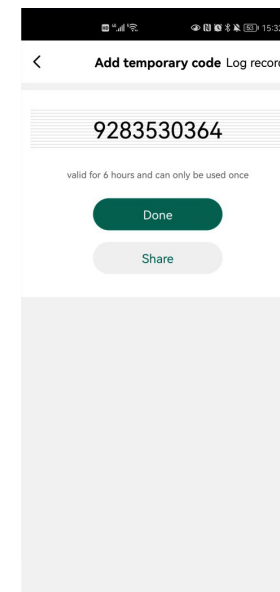 53 15:32
Add temporary code Log record
9283530364
valid for 6 hours and can only be used once
Done
Share